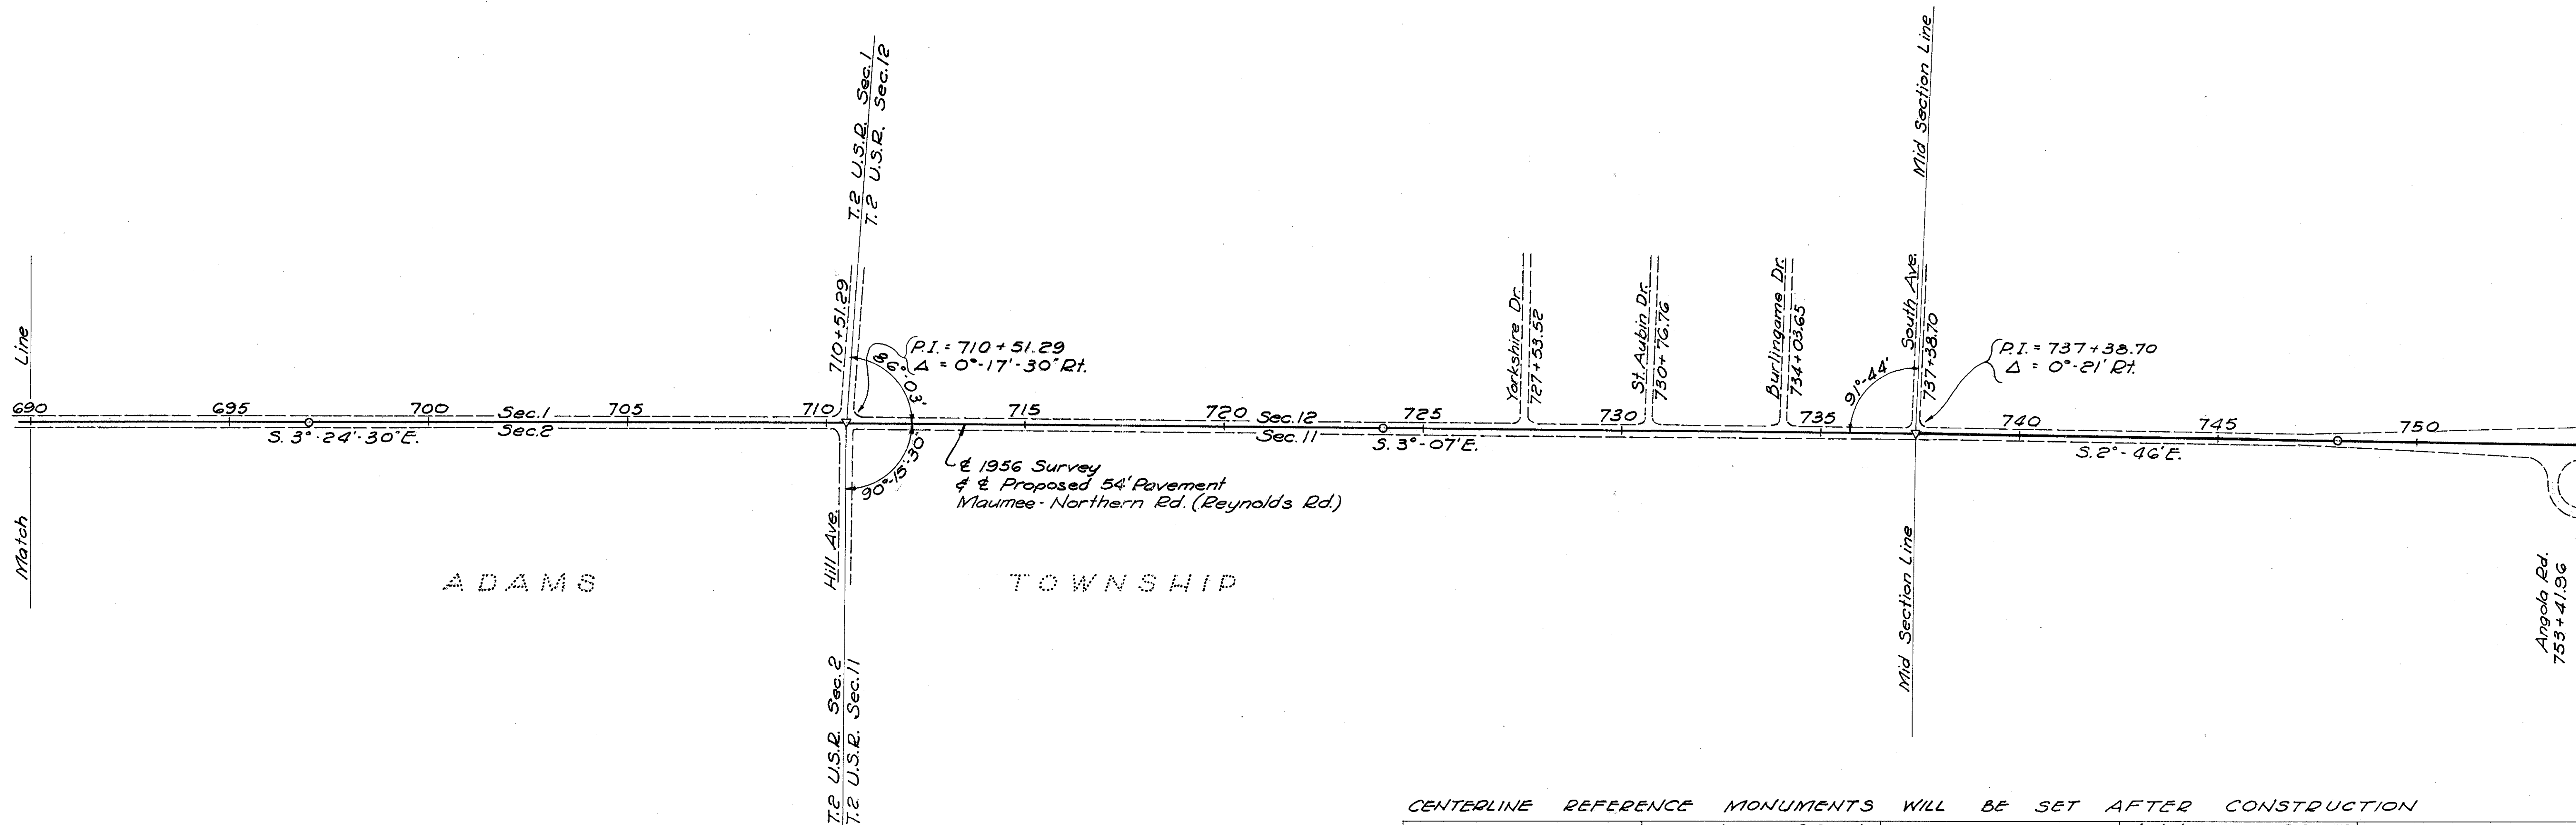 T.2 U.S.R. Sec.1
T.2 U.S.R. Sec.12
Mid Section Line
Match Line
710+51.29
P.I. = 710+51.29
Δ = 0°-17'-30" Rt.
86°-03'
Yorkshire Dr.
727+53.52
St. Aubin Dr.
730+76.76
Burlingame Dr.
734+03.65
South Ave.
737+38.70
91°-44'
P.I. = 737+38.70
Δ = 0°-21' Rt.
690 695 700 Sec.1 705 710 715 720 Sec.12 725 730 735 740 745 750
S. 3°-24'-30" E. Sec.2 Sec.11 S. 3°-07' E. S. 2°-46' E.
90°-15'-30"
℄ 1956 Survey
& ℄ Proposed 54' Pavement
Maumee-Northern Rd. (Reynolds Rd.)
Hill Ave.
ADAMS TOWNSHIP
Mid Section Line
Angola Rd.
753+41.96
T.2 U.S.R. Sec.2
T.2 U.S.R. Sec.11
CENTERLINE REFERENCE MONUMENTS WILL BE SET AFTER CONSTRUCTION